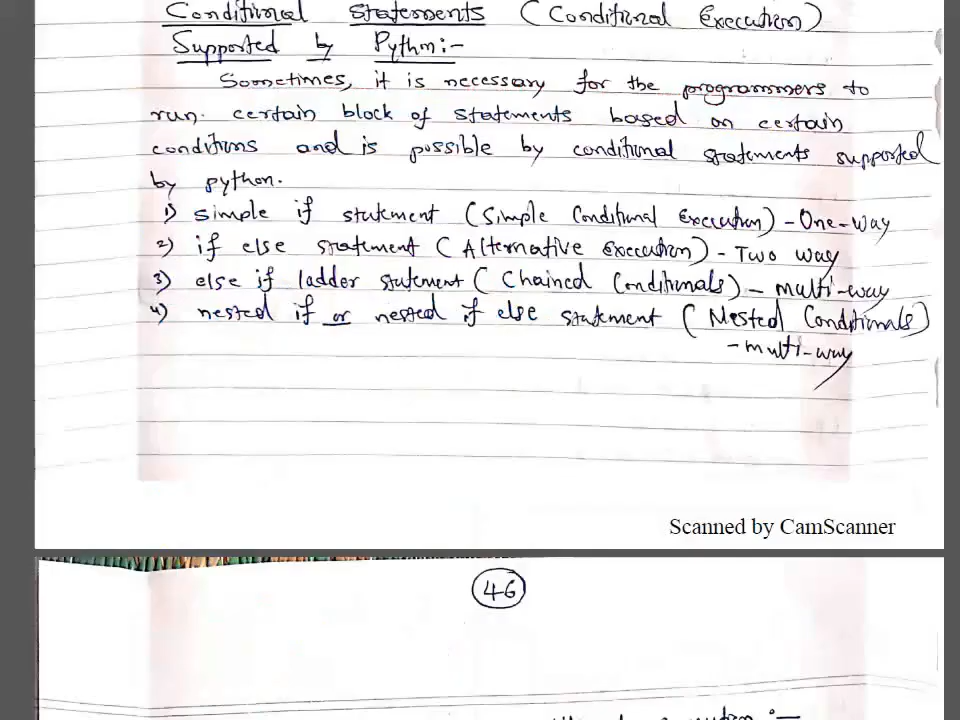 Conditional Statements (Conditional Execution)
Supported by Python:-
Sometimes, it is necessary for the programmers to
run. certain block of statements based on certain
conditions and is possible by conditional statements supported
by python.
1) simple if statement (Simple Conditional Execution) - One-way
2) if else statement (Alternative execution) - Two way
3) else if ladder statement (Chained Conditionals) - multi-way
4) nested if or nested if else statement (Nested Conditionals)
- multi-way
Scanned by CamScanner
46